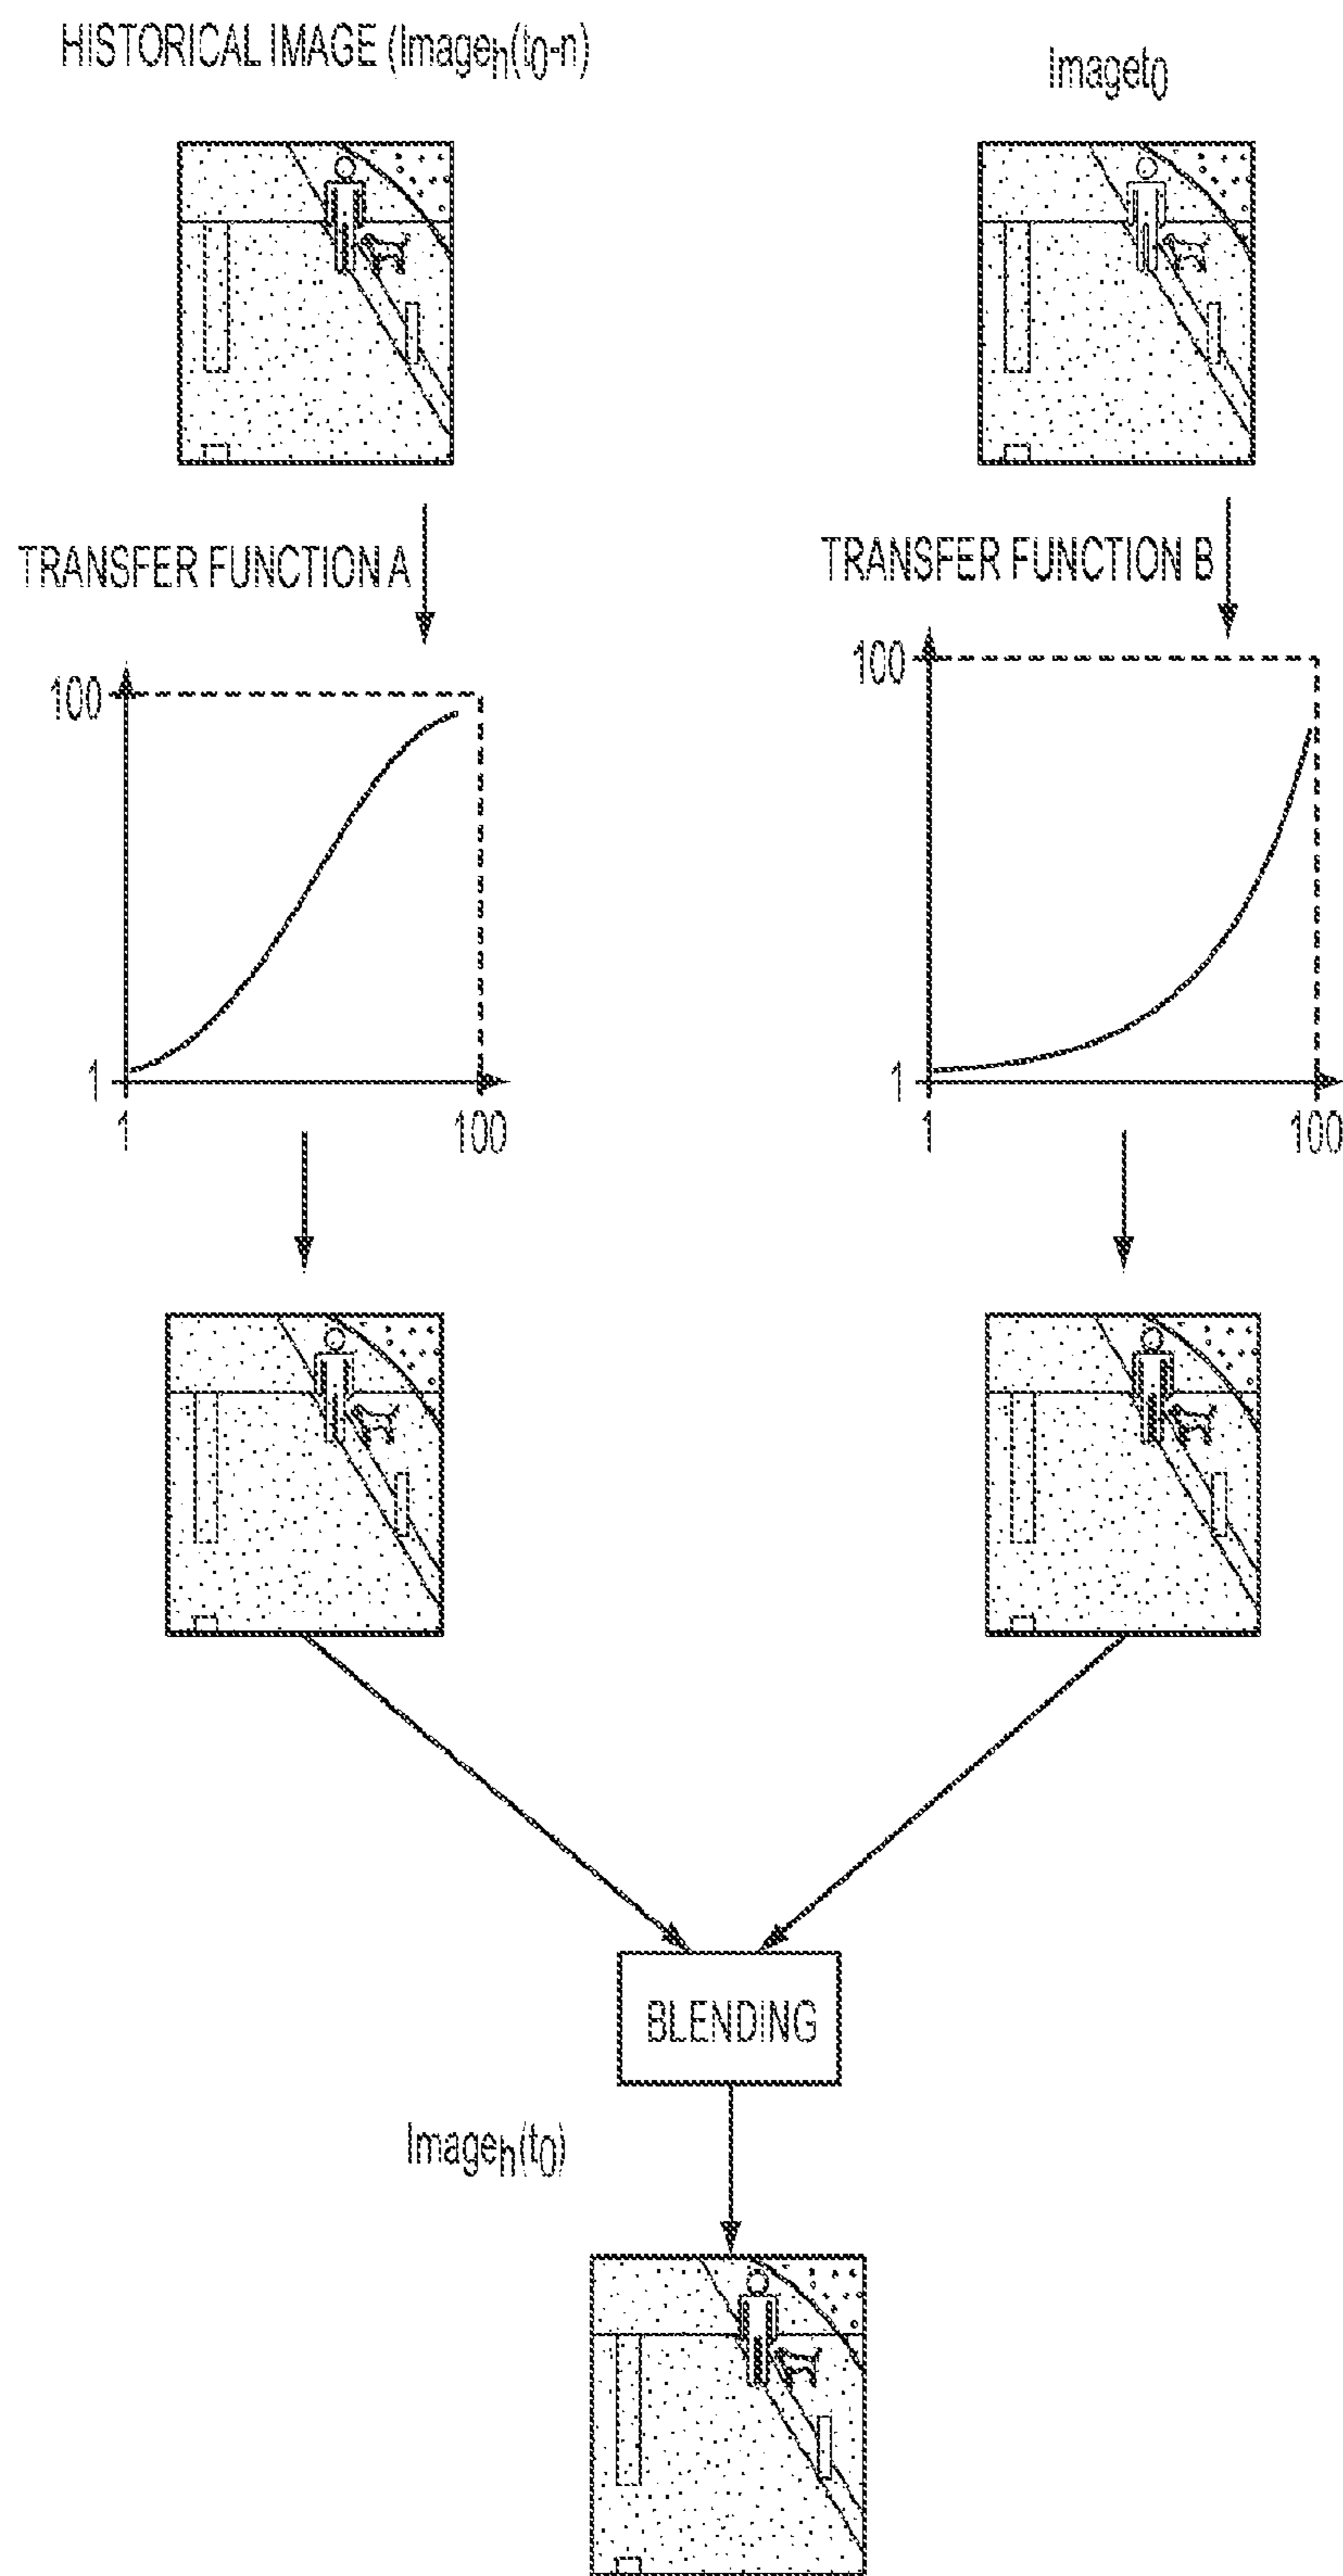 HISTORICAL IMAGE (Imageh(t0-n)
Imaget0
TRANSFER FUNCTION A
TRANSFER FUNCTION B
100
1
1
100
100
1
1
100
BLENDING
Imageh(t0)